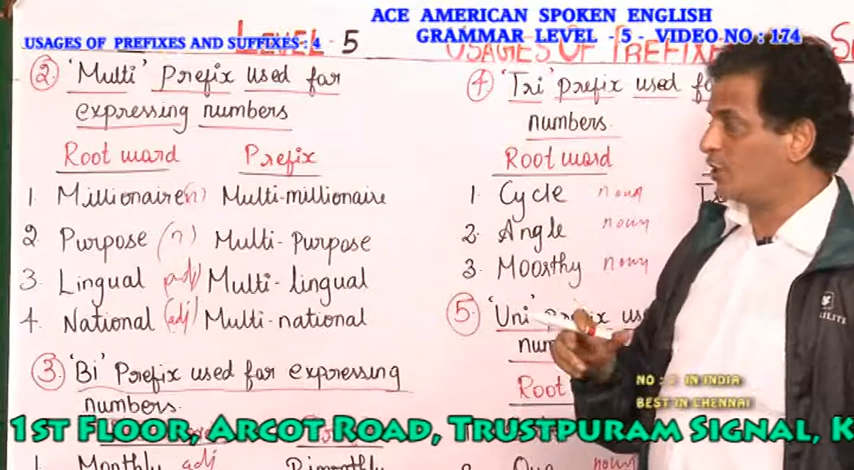 ACE AMERICAN SPOKEN ENGLISH
GRAMMAR LEVEL - 5 - VIDEO NO : 174
USAGES OF PREFIXES AND SUFFIXES : 4
LEVEL - 5
USAGES OF PREFIXE
② 'Multi' Prefix used for
expressing numbers
Root word Prefix
1. Millionaire (n) Multi-millionaire
2. Purpose (n) Multi-Purpose
3. Lingual (adj) Multi-lingual
4. National (adj) Multi-national
③ 'Bi' Prefix used for expressing
numbers.
1. Monthly adj Bimonthly
④ 'Tri' prefix used fo
numbers.
Root word
1. Cycle noun
2. Angle noun
3. Moorthy noun
⑤ 'Uni' prefix us
num
Root
noun
NO : IN INDIA
BEST IN CHENNAI
1ST FLOOR, ARCOT ROAD, TRUSTPURAM SIGNAL, K